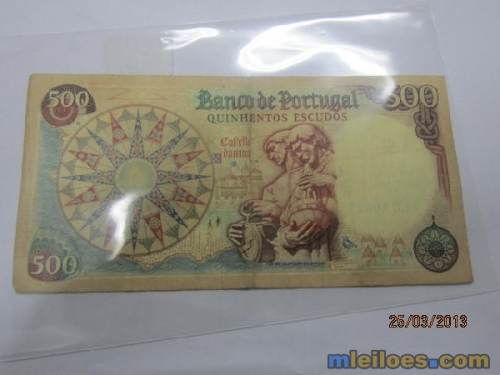 500
Banco de Portugal
500
QUINHENTOS ESCUDOS
500
25/03/2013
mleiloes.com